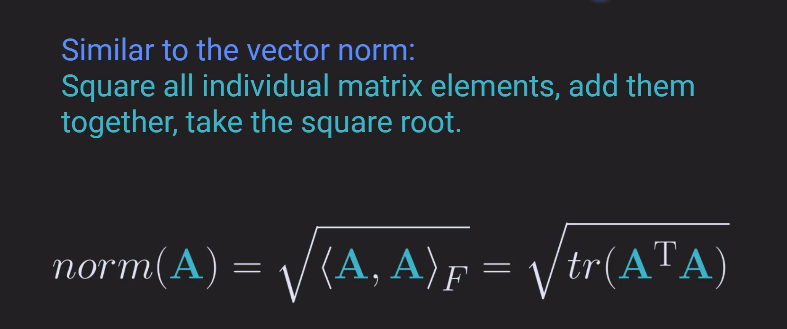 Similar to the vector norm:
Square all individual matrix elements, add them
together, take the square root.
norm(A) = √⟨A, A⟩F = √tr(AᵀA)